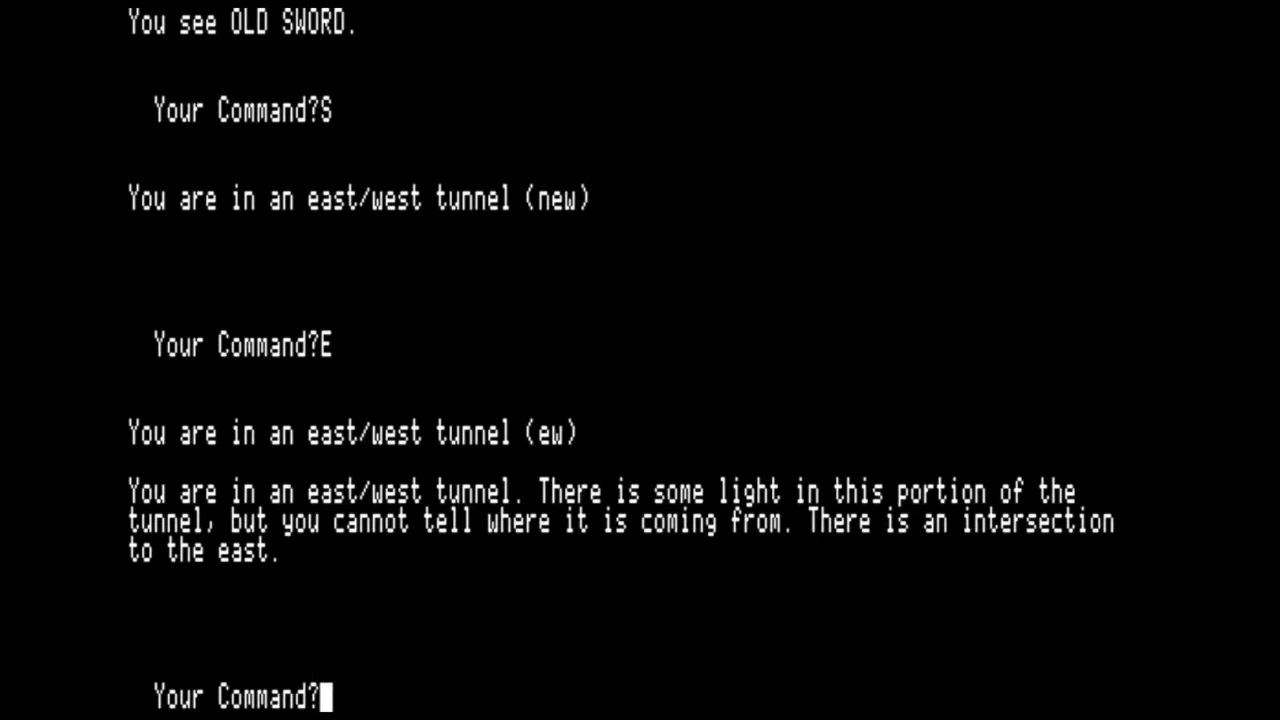 You see OLD SWORD.
Your Command?S
You are in an east/west tunnel (new)
Your Command?E
You are in an east/west tunnel (ew)
You are in an east/west tunnel. There is some light in this portion of the
tunnel, but you cannot tell where it is coming from. There is an intersection
to the east.
Your Command?